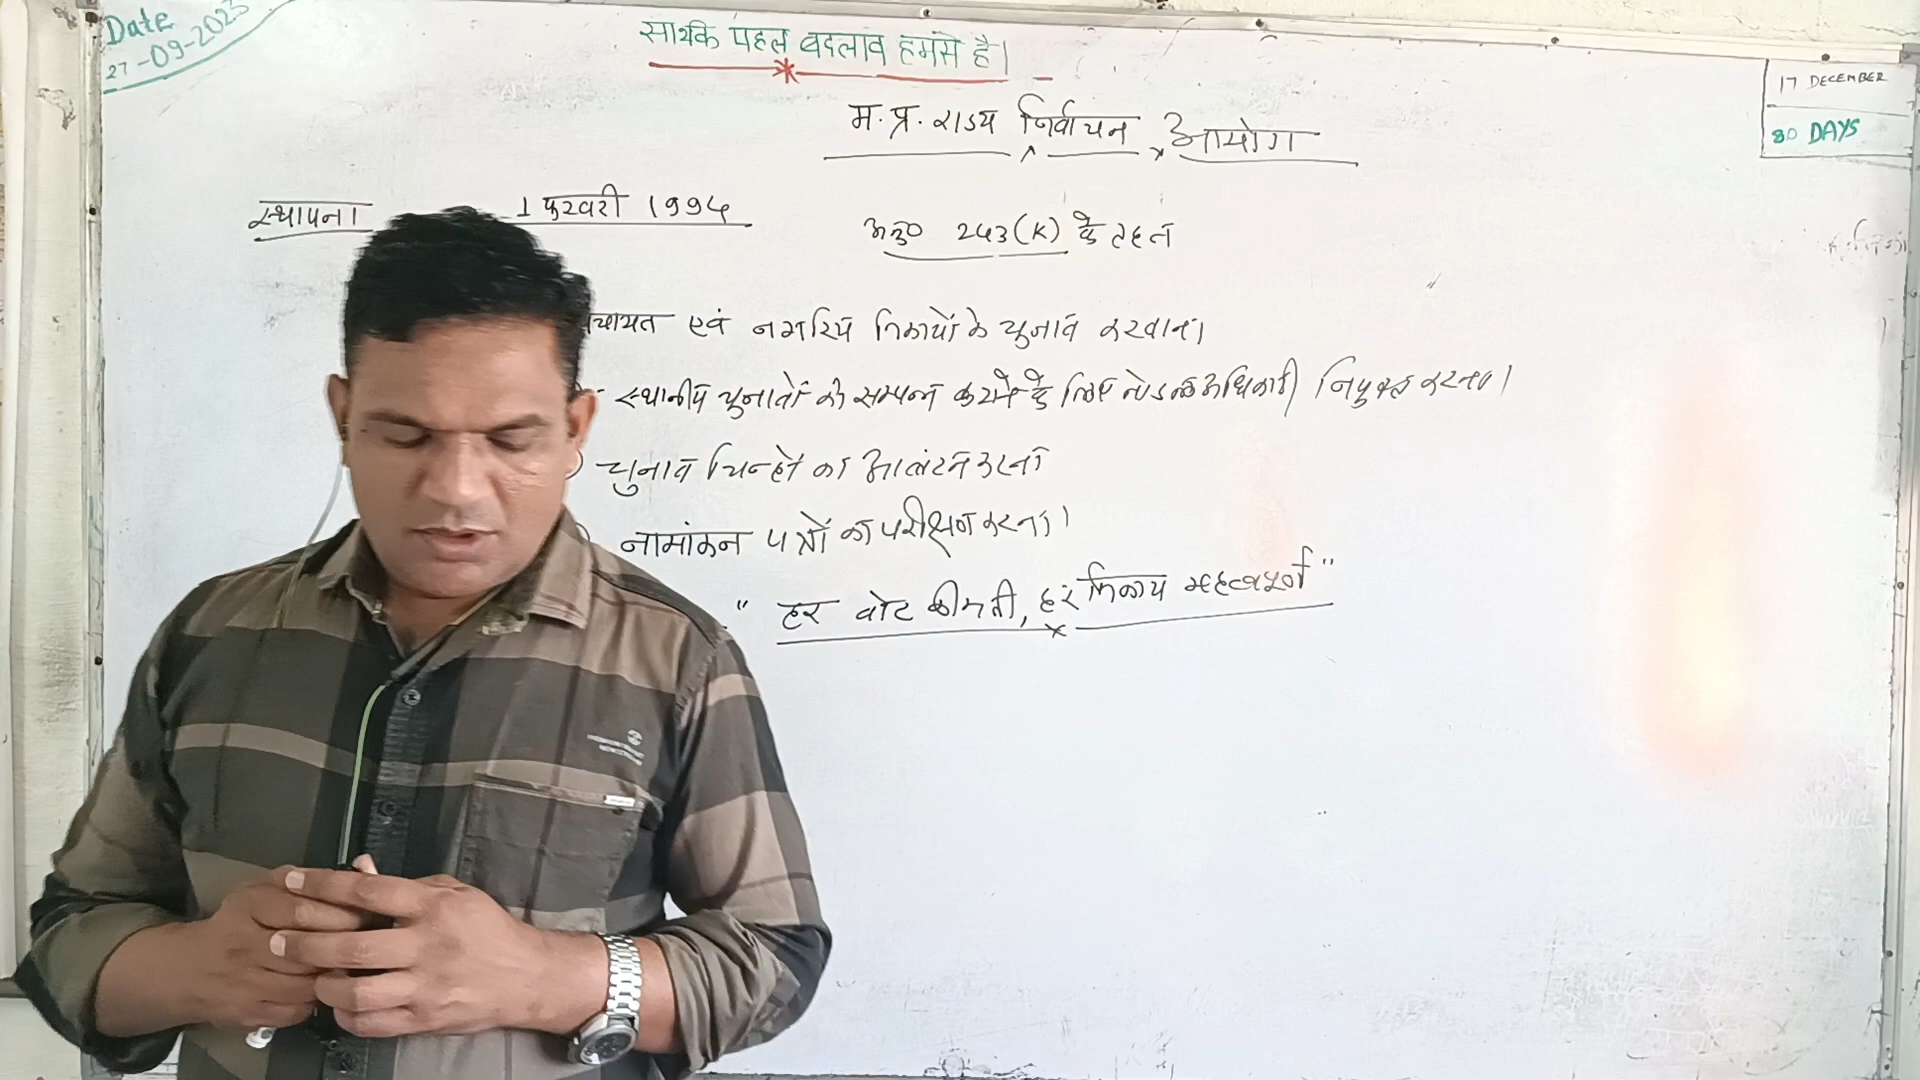 Date
27-09-2023
सार्थक पहल बदलाव हमसे है।
17 DECEMBER
80 DAYS
म.प्र. राज्य निर्वाचन आयोग
स्थापना 1 फरवरी 1994
अनु० 243(K) के तहत
चायत एवं नगरिय निकायों के चुनाव करवाना
स्थानीय चुनावों को सम्पन्न कराने के लिए नोडल अधिकारी नियुक्त करना।
चुनाव चिन्हों का आवंटन करना
नामांकन पत्रों का परीक्षण करना।
" हर वोट कीमती, हर निकाय महत्वपूर्ण "